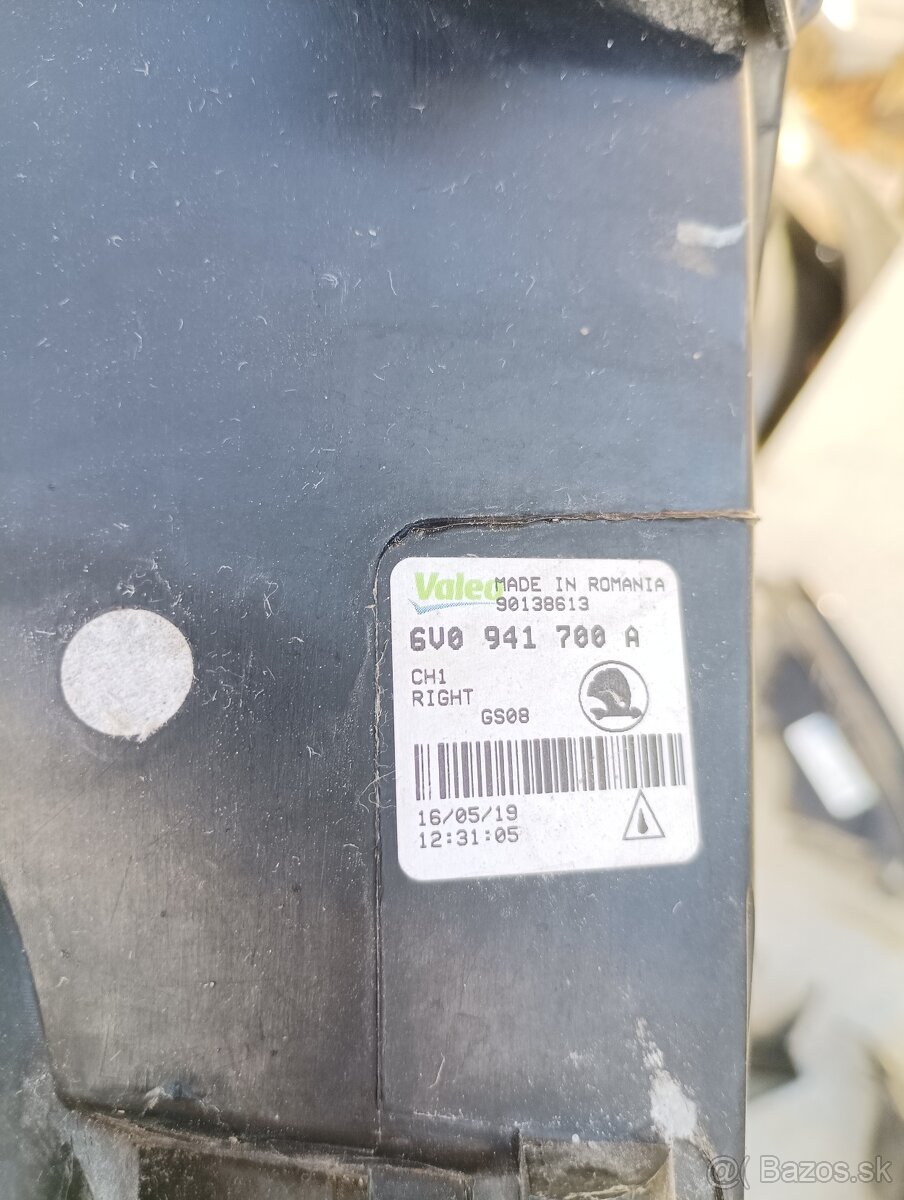 Valeo MADE IN ROMANIA
90138613
6V0 941 700 A
CH1
RIGHT
GS08
16/05/19
12:31:05
Bazos.sk